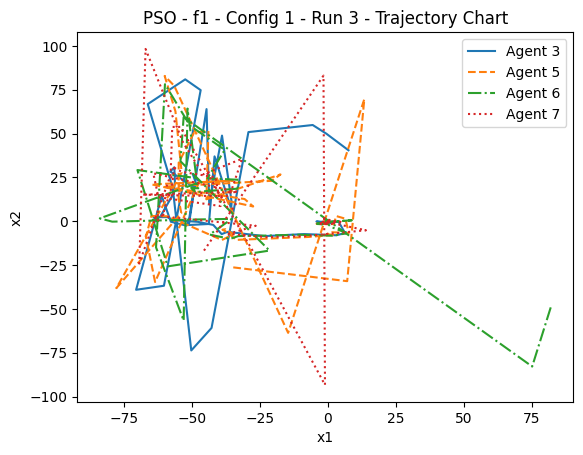 PSO - f1 - Config 1 - Run 3 - Trajectory Chart
Agent 3
Agent 5
Agent 6
Agent 7
100
75
50
25
0
−25
−50
−75
−100
x2
−75
−50
−25
0
25
50
75
x1